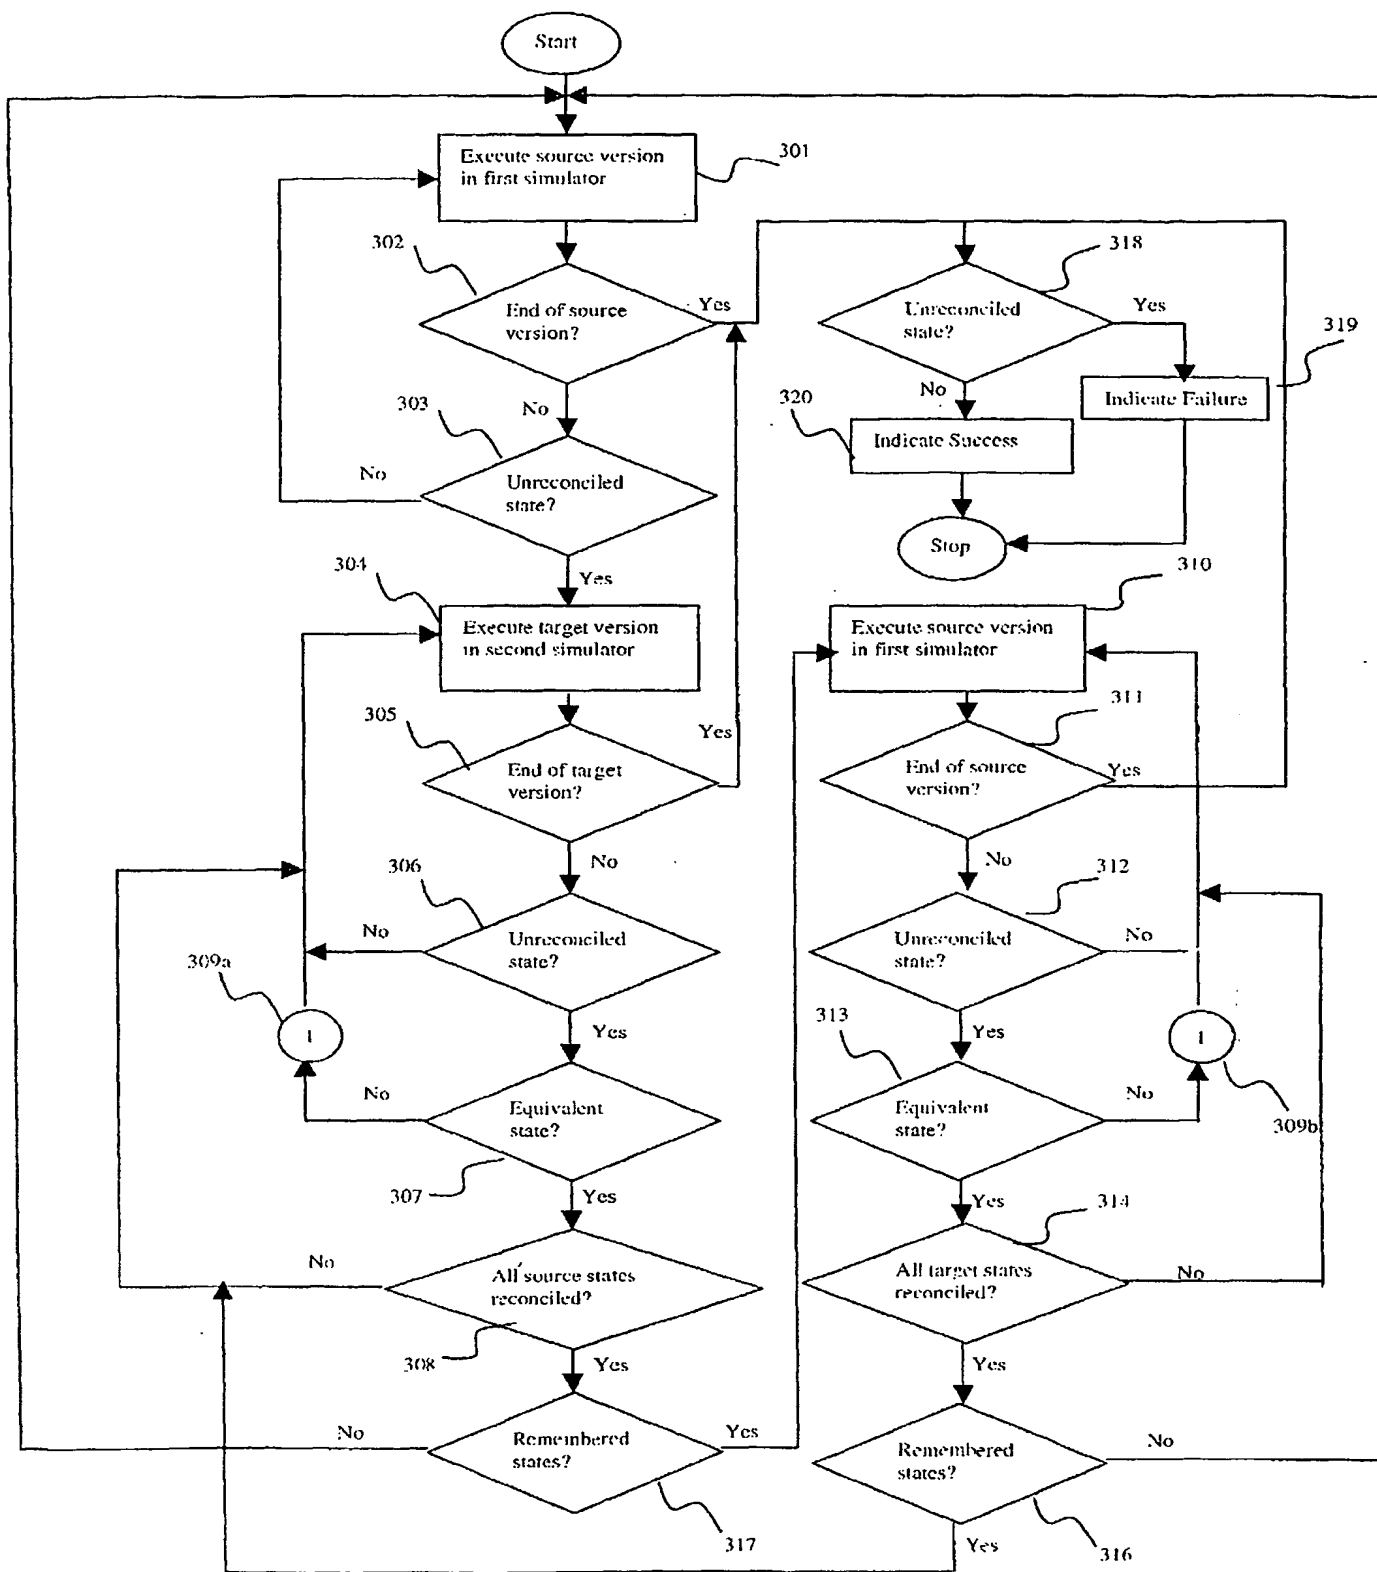 Start
Execute source version
in first simulator
301
302
End of source
version?
Yes
318
Unreconciled
state?
Yes
319
Indicate Failure
No
303
No
320
Indicate Success
Unreconciled
state?
No
Stop
304
Yes
310
Execute target version
in second simulator
Execute source version
in first simulator
305
Yes
311
End of target
version?
End of source
version?
Yes
No
No
306
312
No
Unreconciled
state?
Unreconciled
state?
No
309a
1
Yes
313
Yes
1
No
Equivalent
state?
Equivalent
state?
No
309b
307
Yes
Yes
314
No
All source states
reconciled?
All target states
reconciled?
No
308
Yes
Yes
No
Remembered
states?
Yes
Remembered
states?
No
317
Yes
316